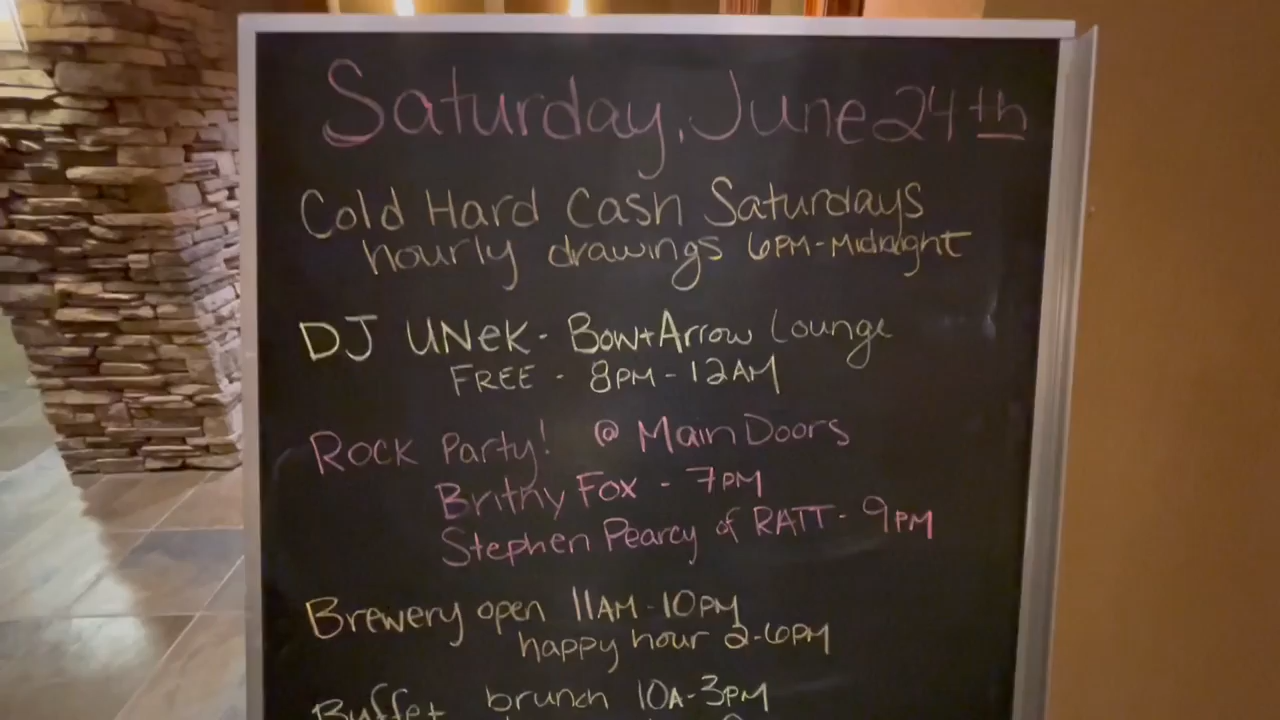 Saturday, June 24th
Cold Hard Cash Saturdays
hourly drawings 6PM-Midnight
DJ UNEK - Bow+Arrow Lounge
FREE - 8PM-12AM
Rock Party! @ Main Doors
Britny Fox - 7PM
Stephen Pearcy of RATT - 9PM
Brewery open 11AM-10PM
happy hour 2-6PM
Buffet brunch 10A-3PM